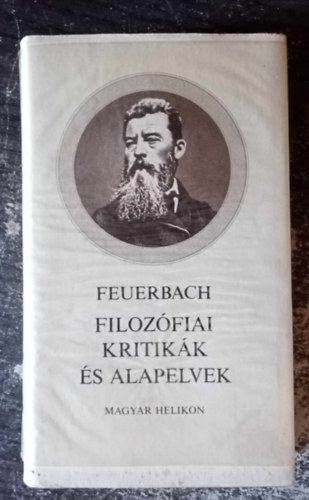 FEUERBACH
FILOZÓFIAI
KRITIKÁK
ÉS ALAPELVEK
MAGYAR HELIKON